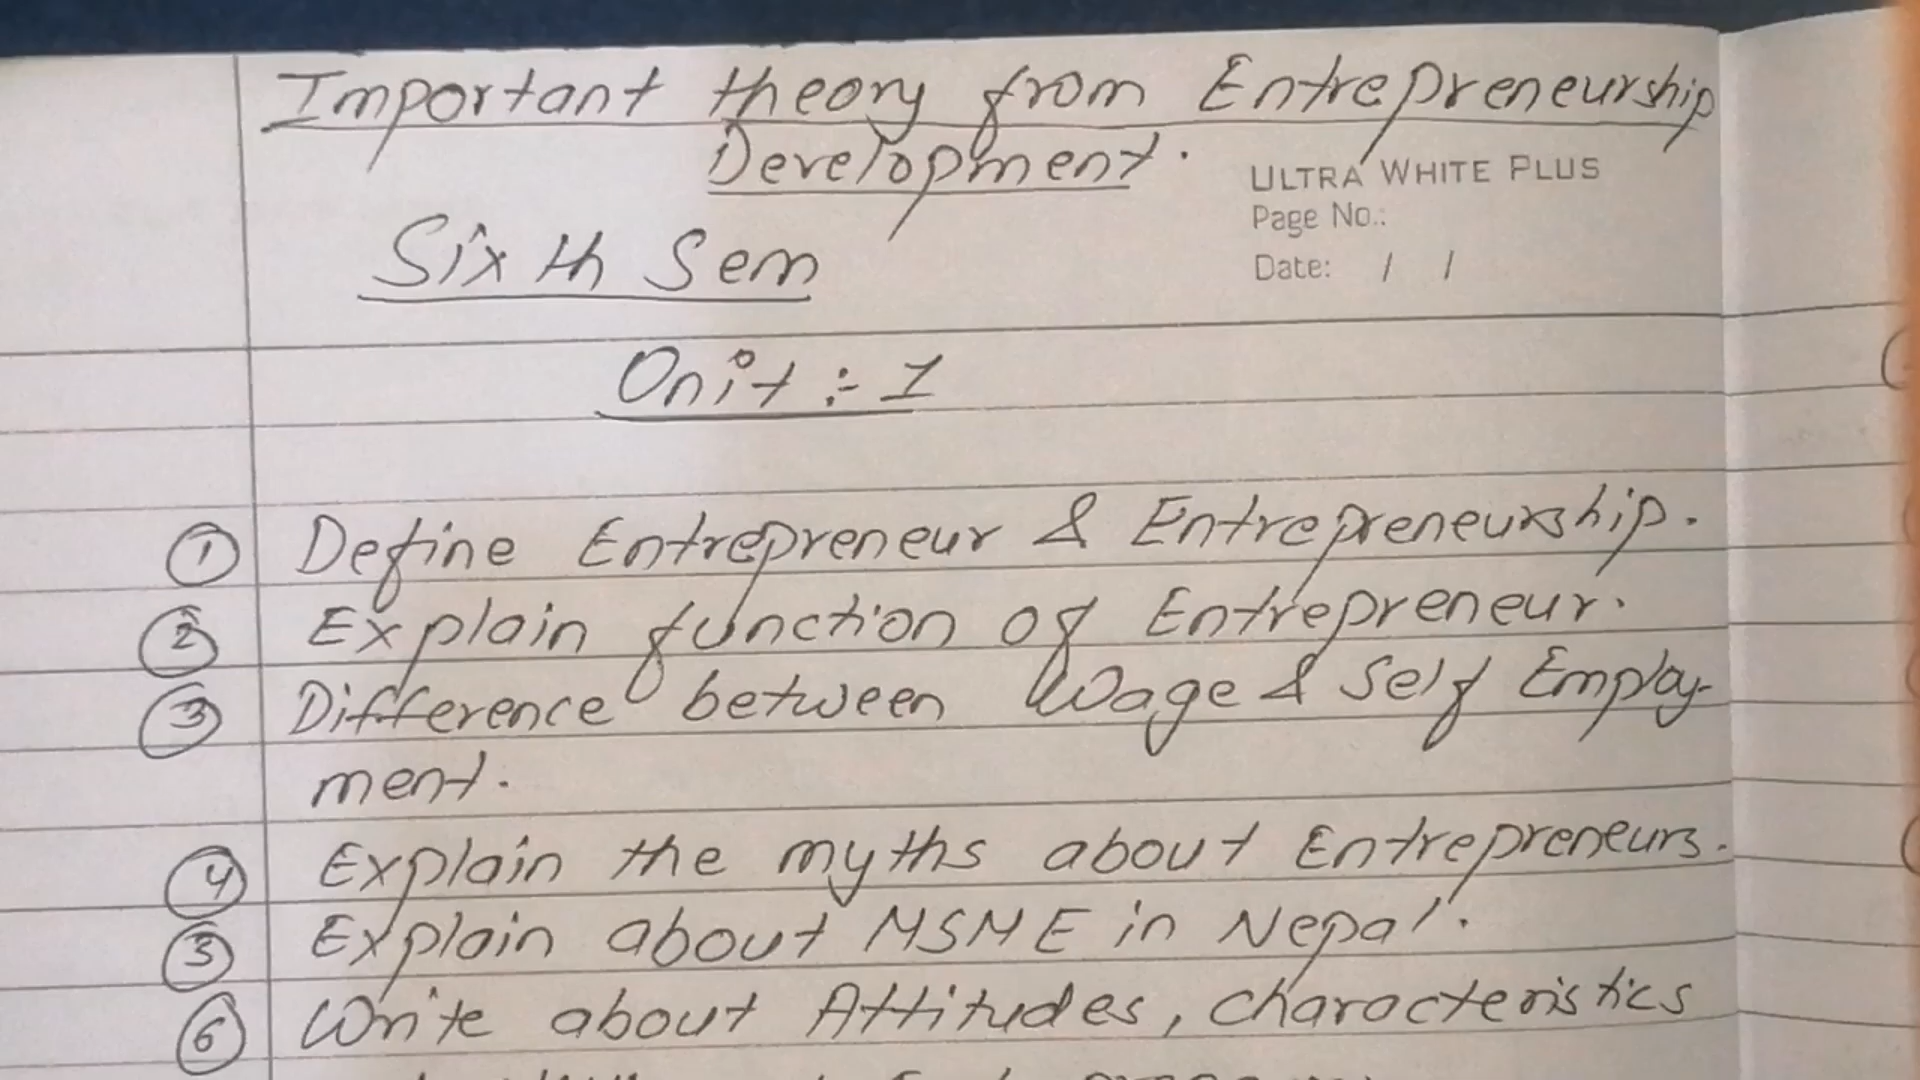 Important theory from Entrepreneurship
Development.
ULTRA WHITE PLUS
Page No.:
Date: / /
Sixth Sem
Unit :- 1
1 Define Entrepreneur & Entrepreneurship.
2 Explain function of Entrepreneur.
3 Difference between Wage & Self Employ-
ment.
4 Explain the myths about Entrepreneurs.
5 Explain about MSME in Nepal.
6 Write about Attitudes, characteristics